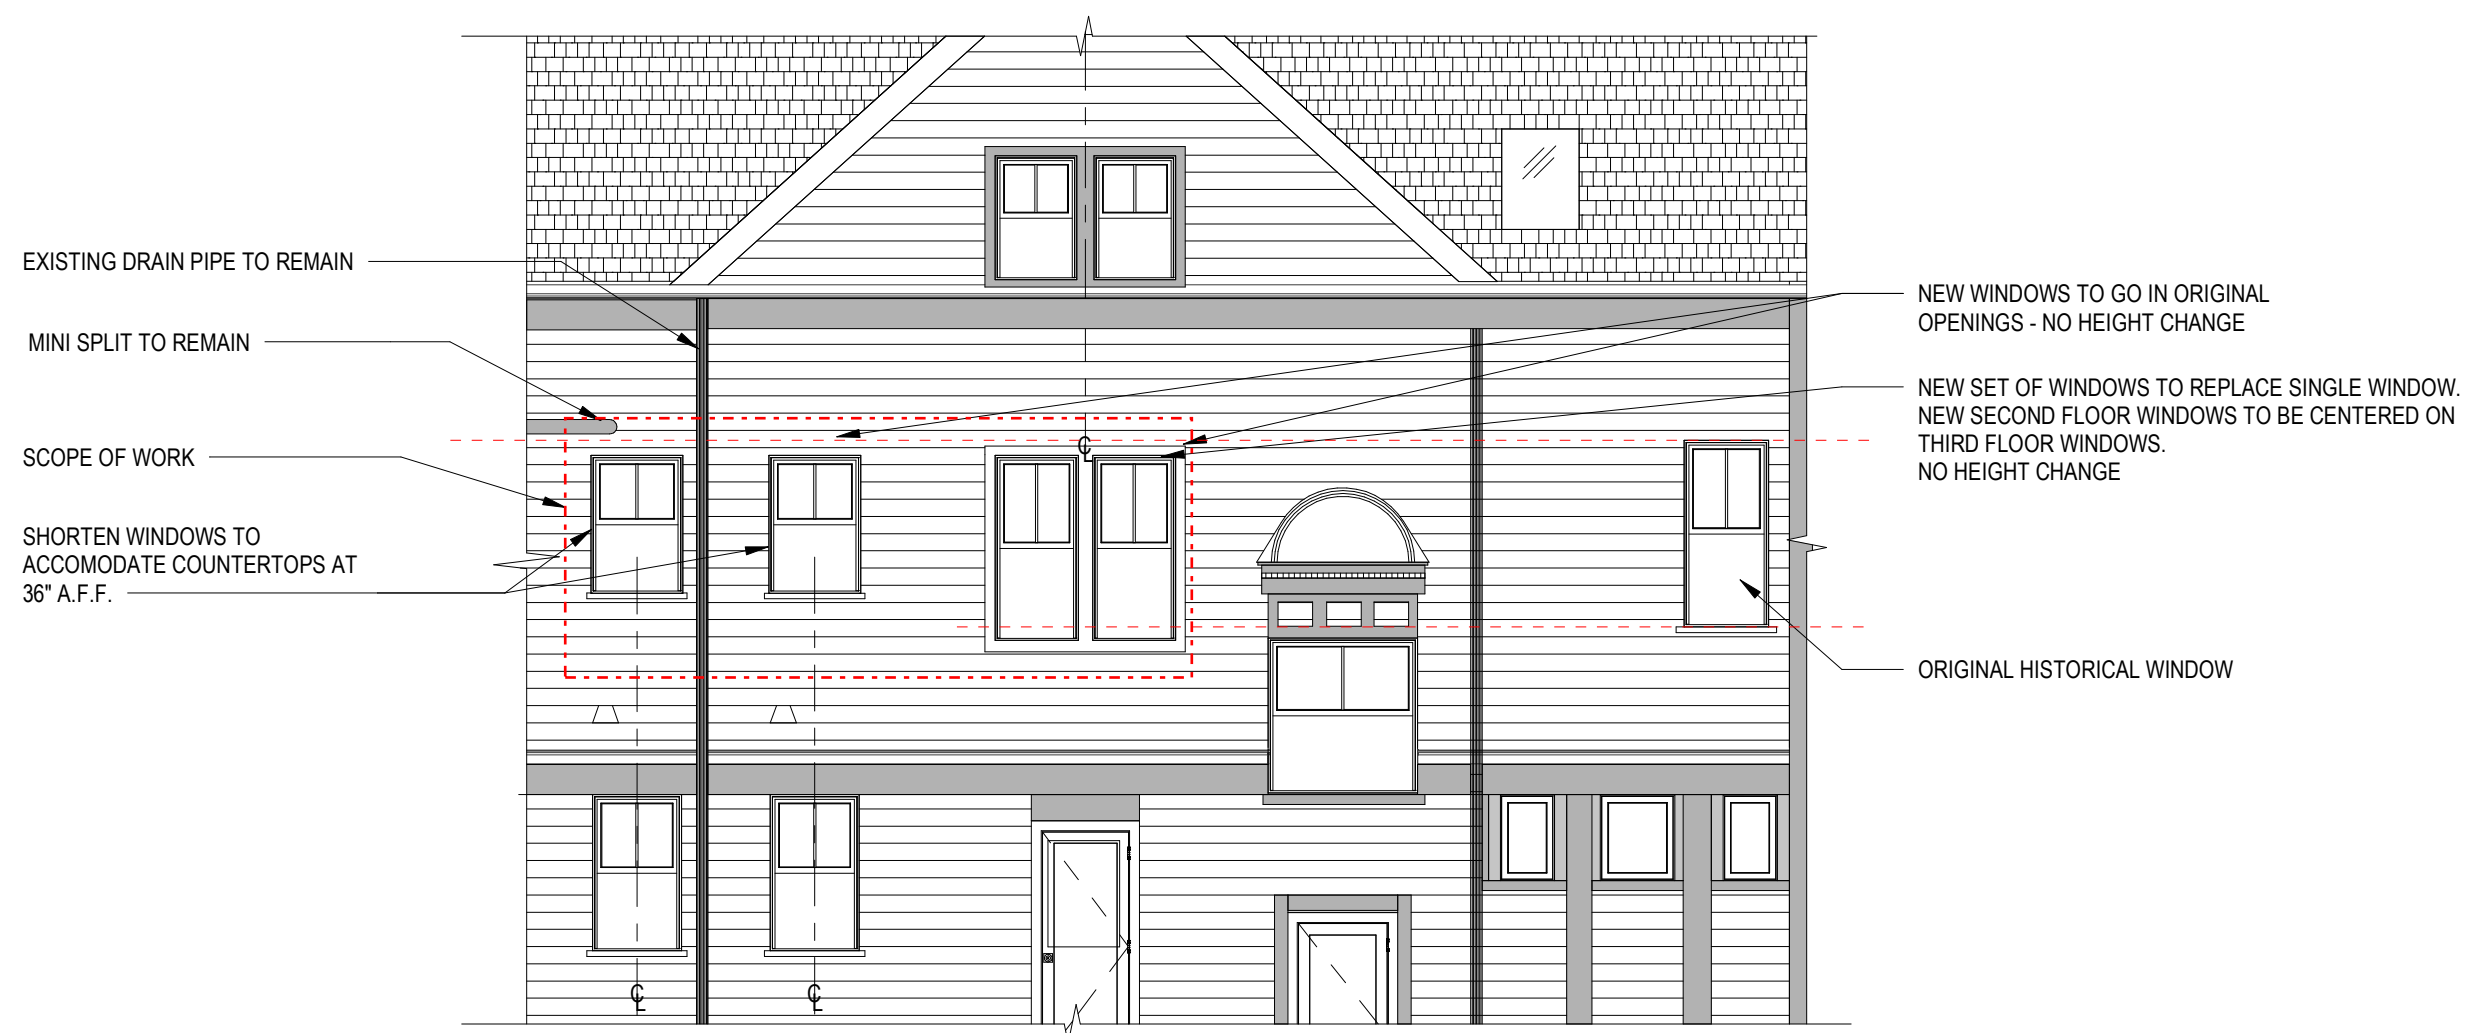 EXISTING DRAIN PIPE TO REMAIN
MINI SPLIT TO REMAIN
SCOPE OF WORK
SHORTEN WINDOWS TO
ACCOMODATE COUNTERTOPS AT
36" A.F.F.
NEW WINDOWS TO GO IN ORIGINAL
OPENINGS - NO HEIGHT CHANGE
NEW SET OF WINDOWS TO REPLACE SINGLE WINDOW.
NEW SECOND FLOOR WINDOWS TO BE CENTERED ON
THIRD FLOOR WINDOWS.
NO HEIGHT CHANGE
ORIGINAL HISTORICAL WINDOW
℄
℄
℄